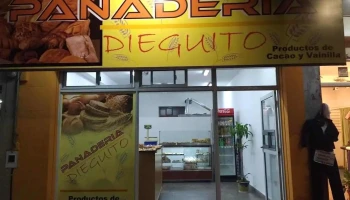 PANADERIA
DIEGUITO
Productos de
Cacao y Vainilla
PANADERIA
DIEGUITO
Productos de